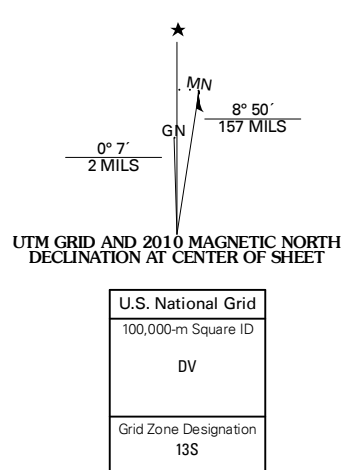 ★
MN
8° 50´
157 MILS
GN
0° 7´
2 MILS
UTM GRID AND 2010 MAGNETIC NORTH
DECLINATION AT CENTER OF SHEET
U.S. National Grid
100,000-m Square ID
DV
Grid Zone Designation
13S